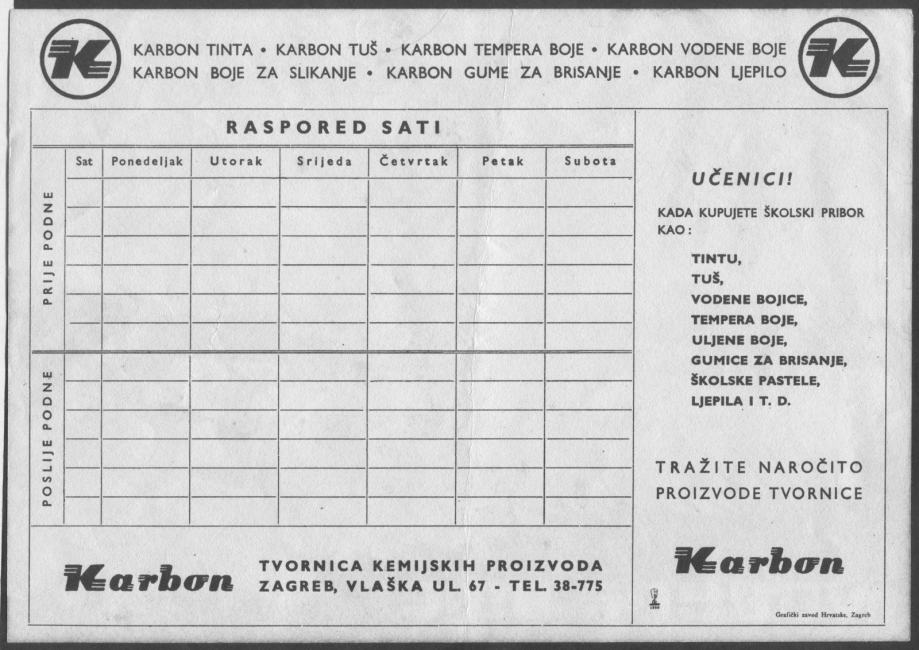 KARBON TINTA • KARBON TUŠ • KARBON TEMPERA BOJE • KARBON VODENE BOJE
KARBON BOJE ZA SLIKANJE • KARBON GUME ZA BRISANJE • KARBON LJEPILO
RASPORED SATI
Sat Ponedeljak Utorak Srijeda Četvrtak Petak Subota
PRIJE PODNE
POSLIJE PODNE
Karbon
TVORNICA KEMIJSKIH PROIZVODA
ZAGREB, VLAŠKA UL. 67 - TEL. 38-775
UČENICI!
KADA KUPUJETE ŠKOLSKI PRIBOR
KAO:
TINTU,
TUŠ,
VODENE BOJICE,
TEMPERA BOJE,
ULJENE BOJE,
GUMICE ZA BRISANJE,
ŠKOLSKE PASTELE,
LJEPILA I T. D.
TRAŽITE NAROČITO
PROIZVODE TVORNICE
Karbon
Grafički zavod Hrvatske, Zagreb